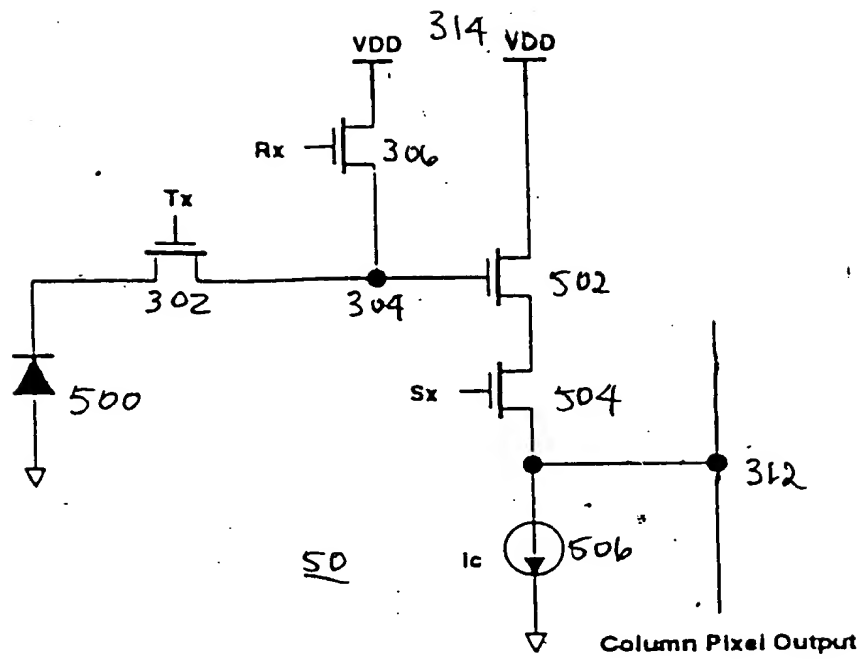 314
VDD
VDD
Rx
306
Tx
302
304
502
500
Sx
504
312
Ic
506
50
Column Pixel Output